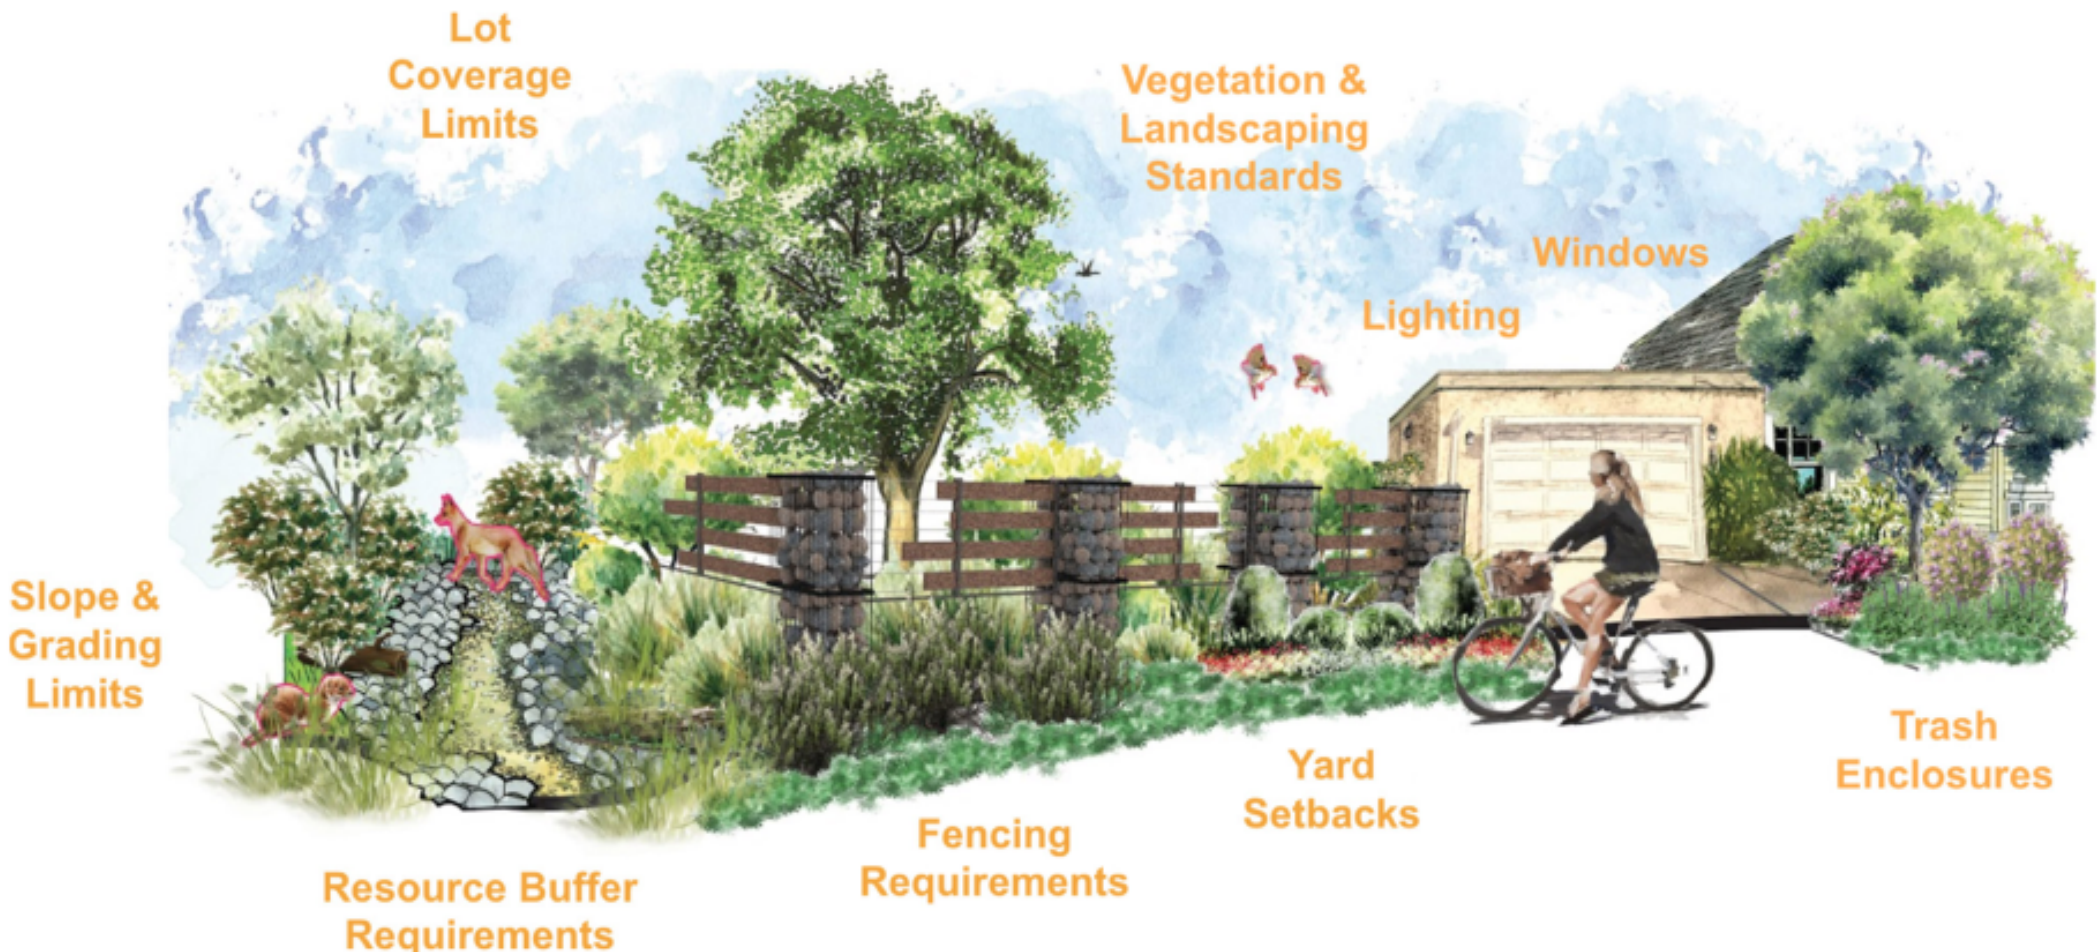 Lot
Coverage
Limits
Vegetation &
Landscaping
Standards
Windows
Lighting
Slope &
Grading
Limits
Trash
Enclosures
Yard
Setbacks
Fencing
Requirements
Resource Buffer
Requirements